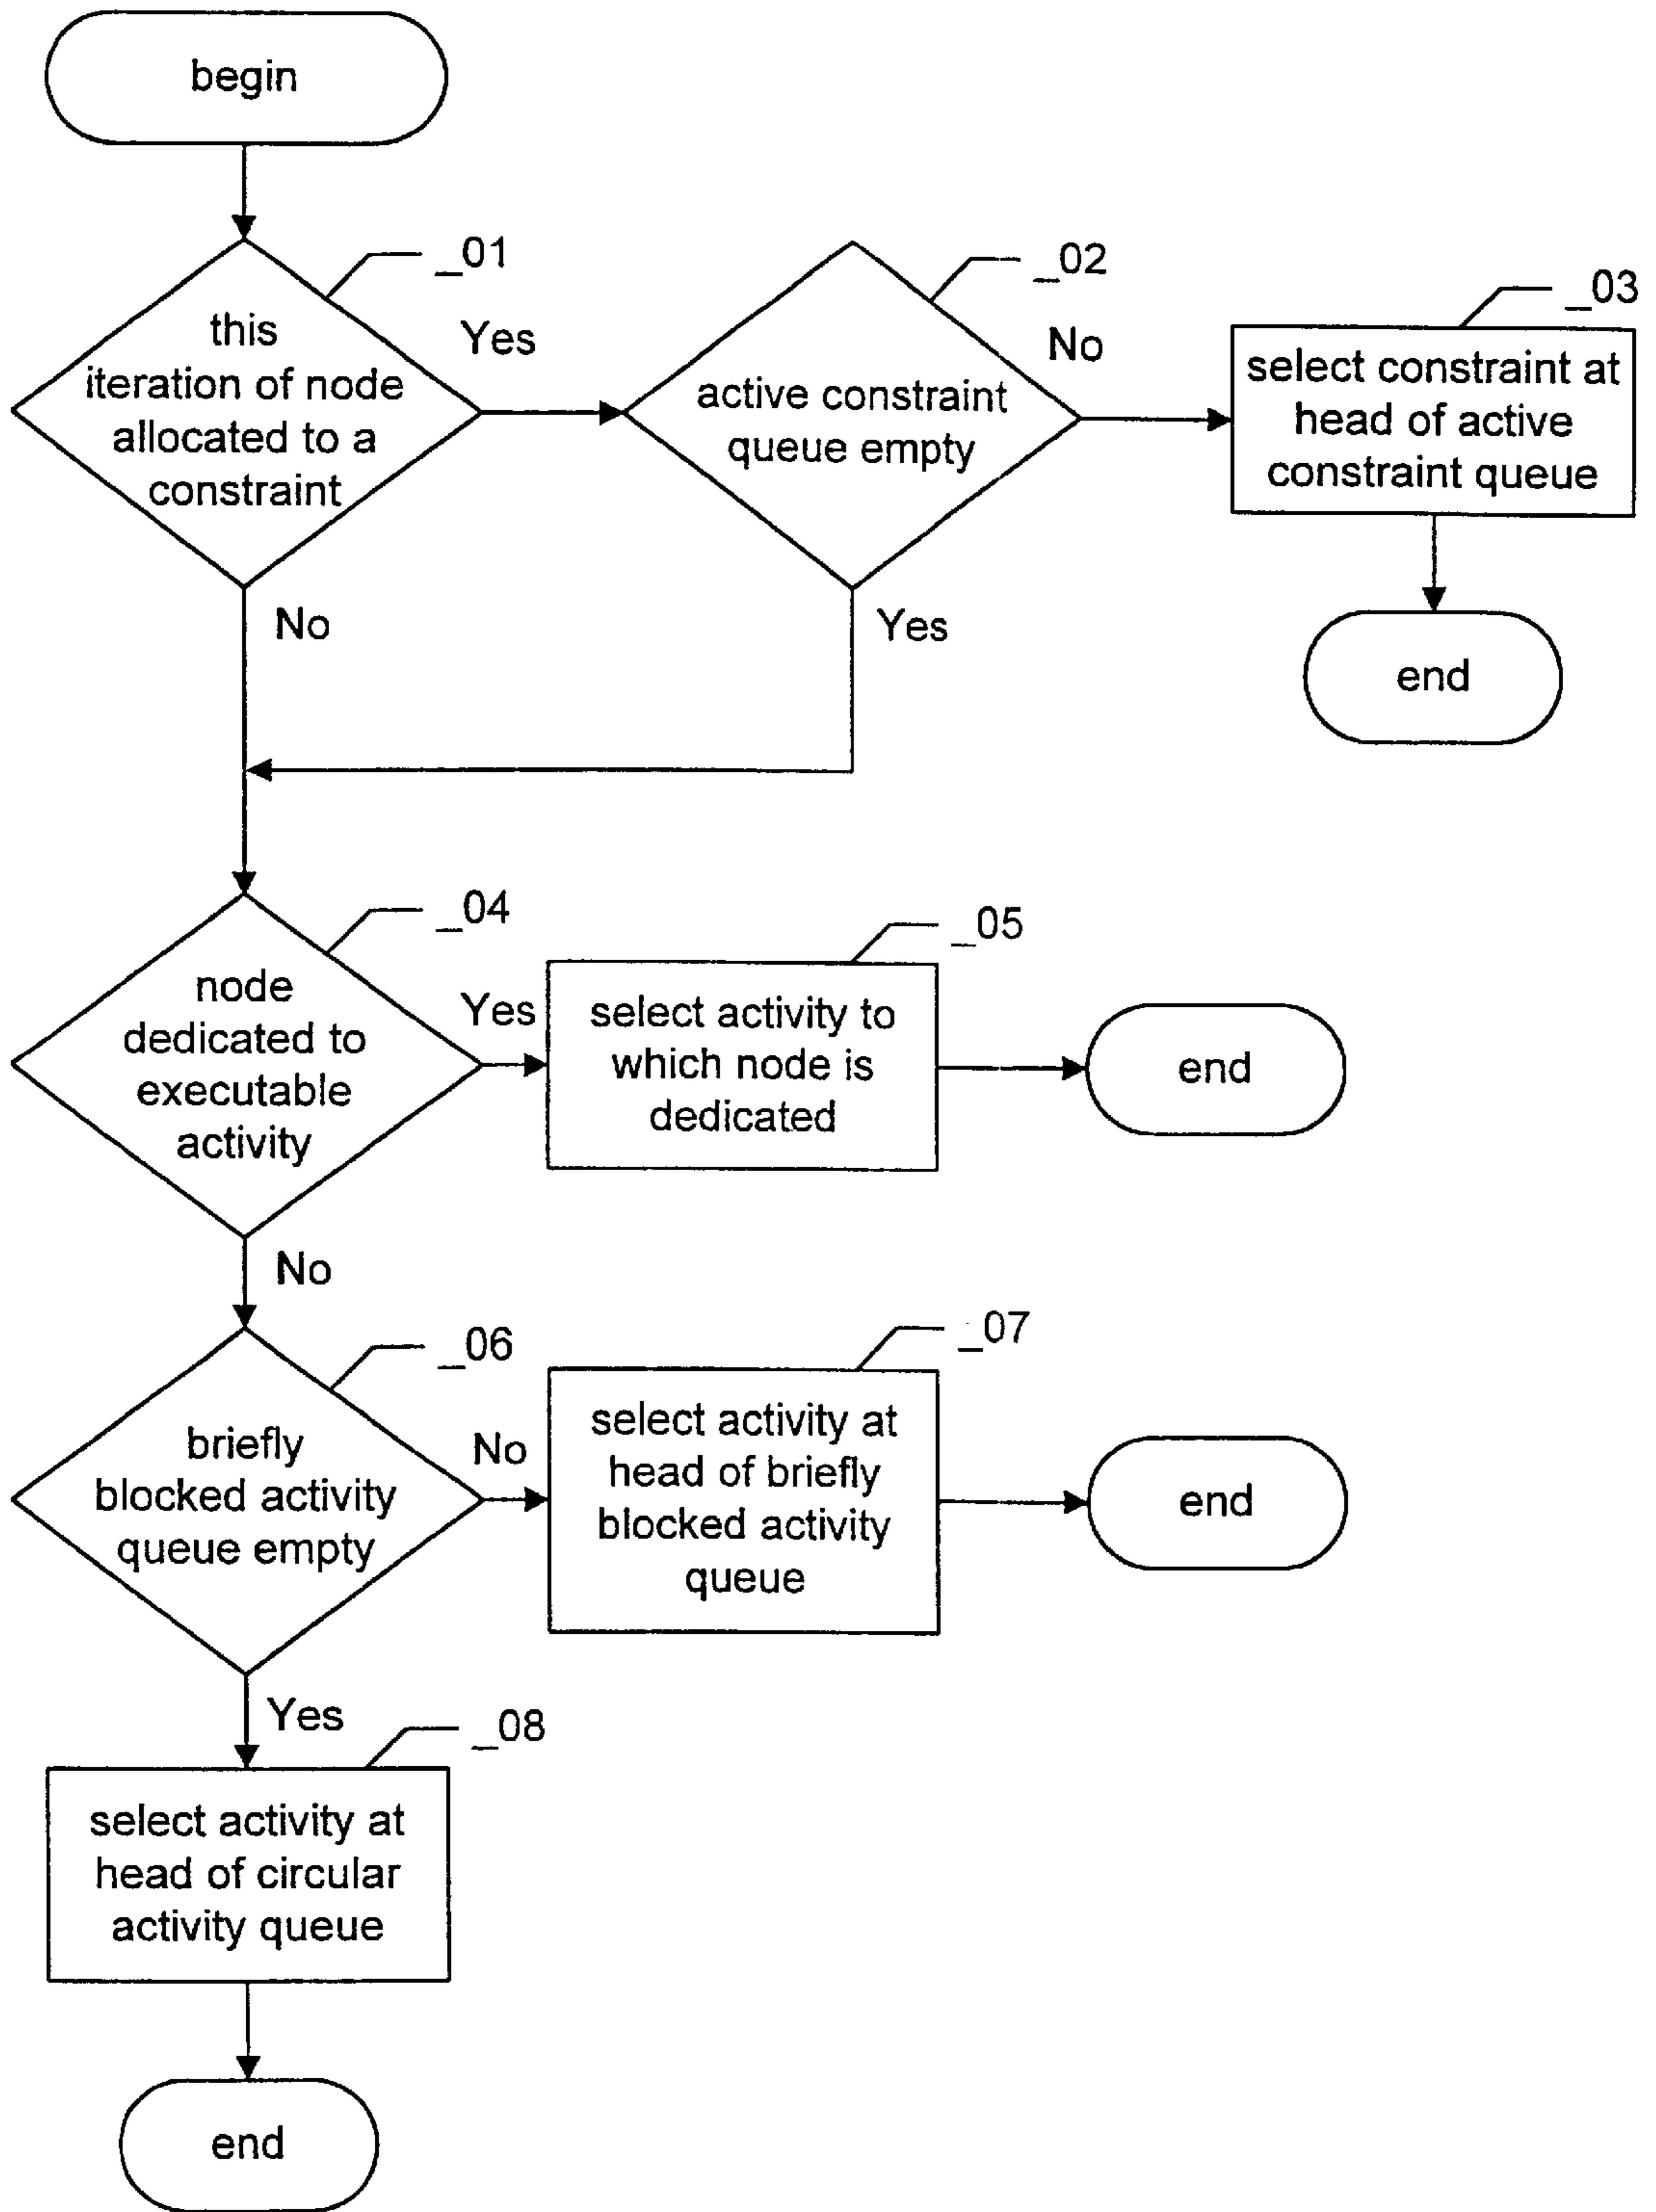 begin
_01
this
iteration of node
allocated to a
constraint
Yes
_02
active constraint
queue empty
No
_03
select constraint at
head of active
constraint queue
end
No
Yes
_04
node
dedicated to
executable
activity
Yes
_05
select activity to
which node is
dedicated
end
No
_06
briefly
blocked activity
queue empty
No
_07
select activity at
head of briefly
blocked activity
queue
end
Yes
_08
select activity at
head of circular
activity queue
end